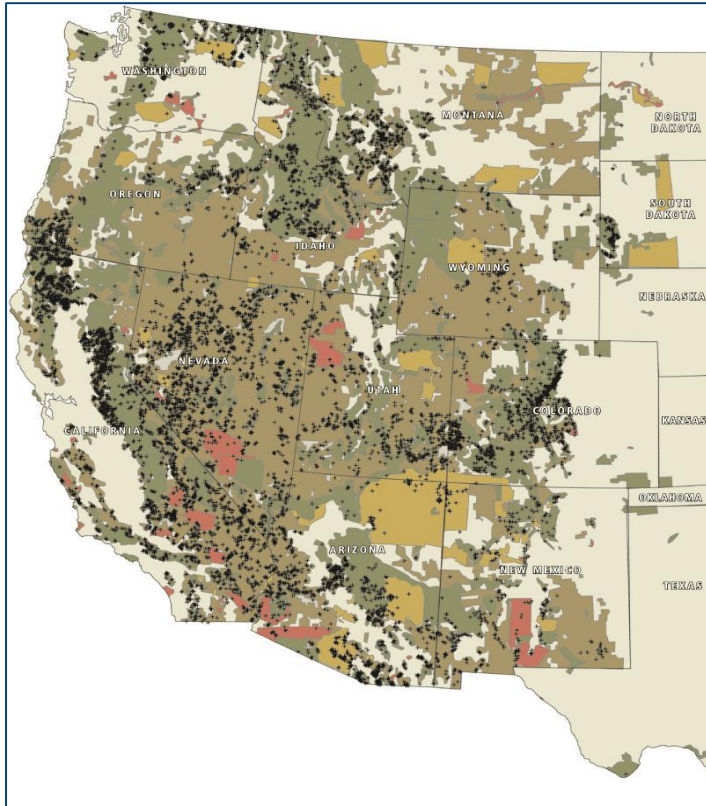 WASHINGTON
MONTANA
NORTH
DAKOTA
OREGON
IDAHO
SOUTH
DAKOTA
WYOMING
NEBRASKA
NEVADA
UTAH
COLORADO
CALIFORNIA
KANSAS
OKLAHOMA
ARIZONA
NEW MEXICO
TEXAS